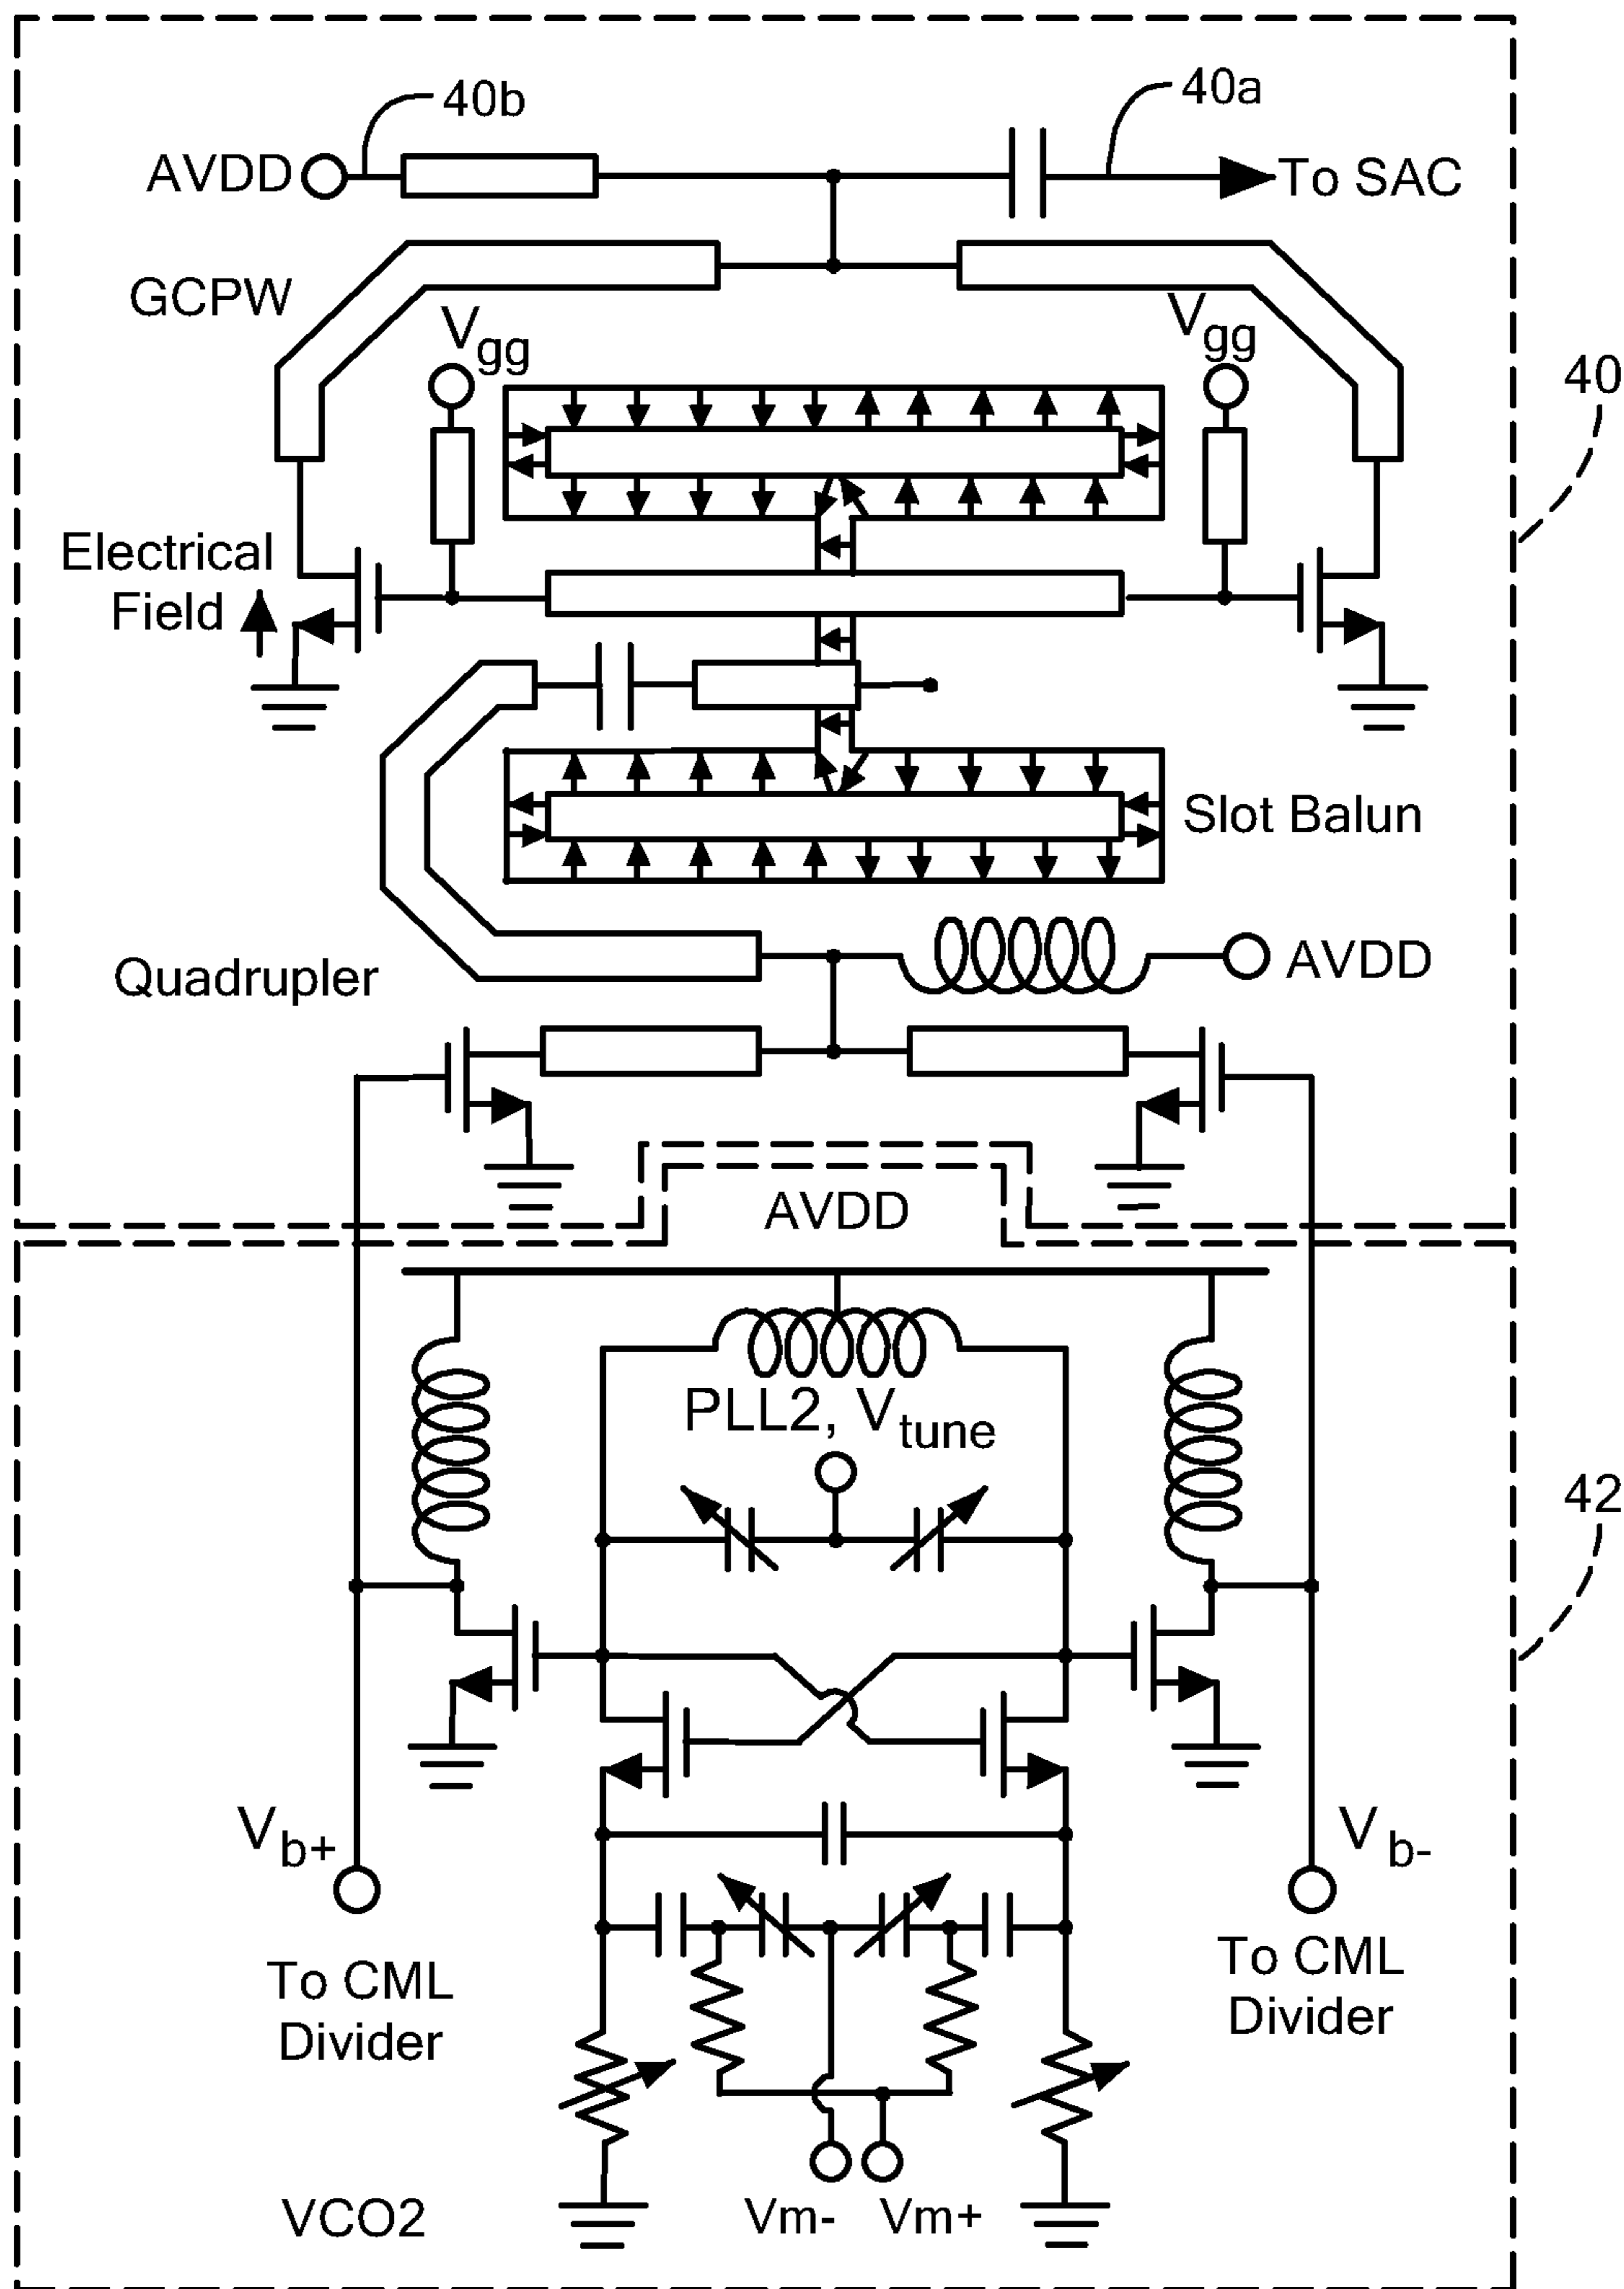 40b
40a
AVDD
To SAC
GCPW
Vgg
Vgg
40
Electrical
Field
Slot Balun
AVDD
Quadrupler
AVDD
PLL2, Vtune
42
Vb+
Vb-
To CML
Divider
To CML
Divider
VCO2
Vm-
Vm+